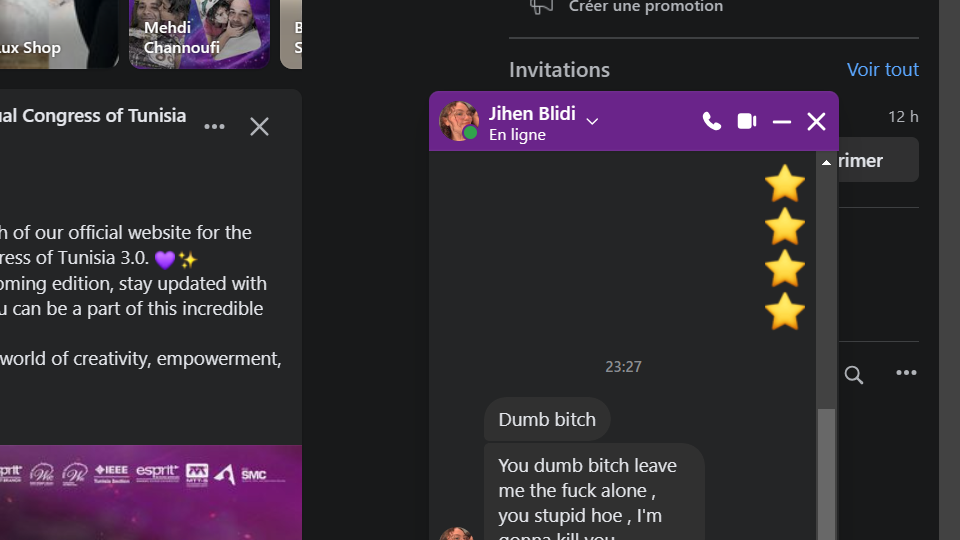 Créer une promotion
Mehdi
Channoufi
ux Shop
B
S
Invitations
Voir tout
ual Congress of Tunisia
Jihen Blidi
En ligne
12 h
rimer
h of our official website for the
ress of Tunisia 3.0. 💜✨
oming edition, stay updated with
u can be a part of this incredible
world of creativity, empowerment,
⭐
⭐
⭐
⭐
23:27
Dumb bitch
You dumb bitch leave
me the fuck alone ,
you stupid hoe , I'm
gonna kill you
esprit IEEE esprit MTT-S SMC